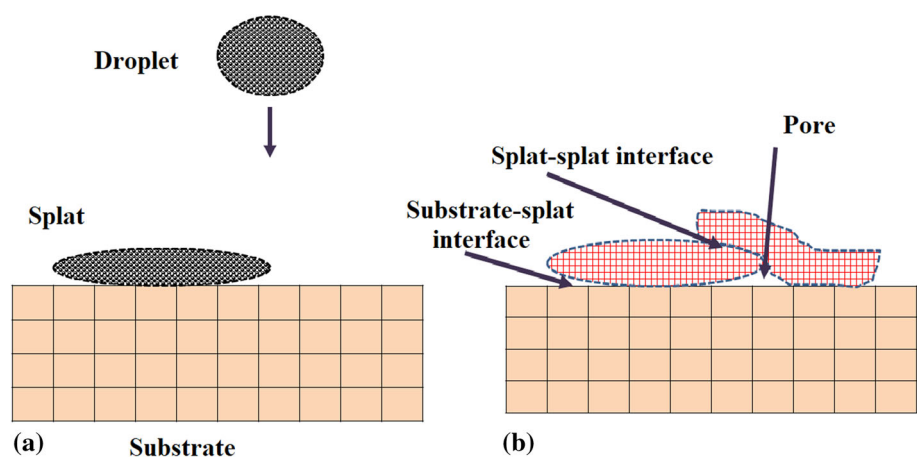 Droplet
Splat
(a)
Substrate
Pore
Splat-splat interface
Substrate-splat
interface
(b)